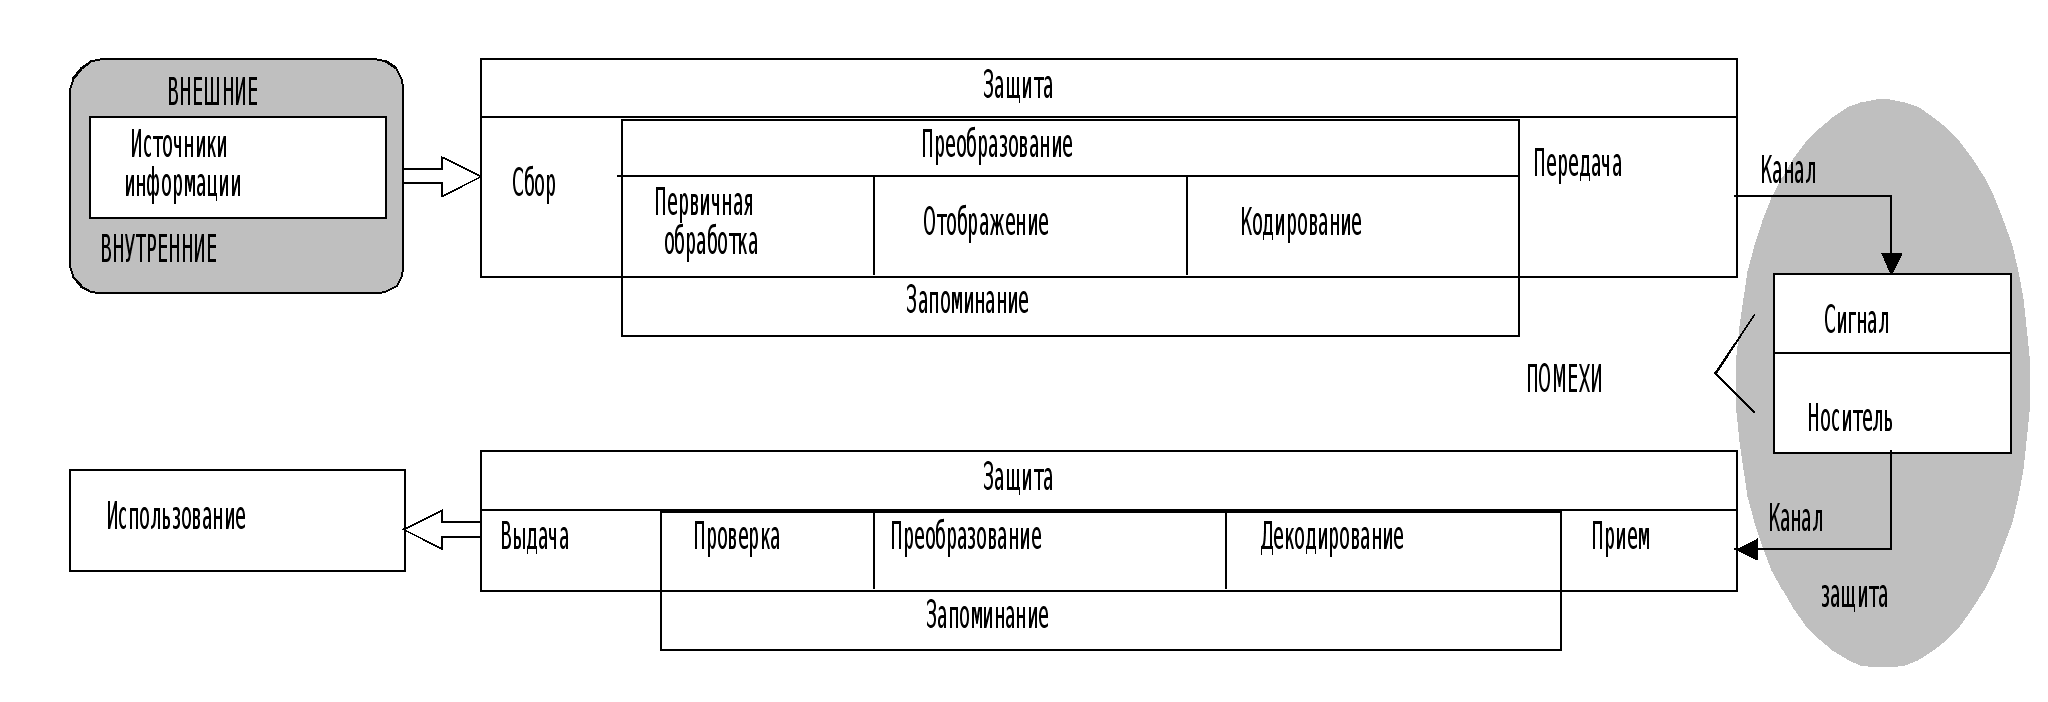 ВНЕШНИЕ
Источники
информации
ВНУТРЕННИЕ
Защита
Сбор
Преобразование
Первичная
обработка
Отображение
Кодирование
Передача
Запоминание
Канал
Сигнал
Носитель
ПОМЕХИ
Канал
защита
Защита
Выдача
Проверка
Преобразование
Декодирование
Прием
Запоминание
Использование